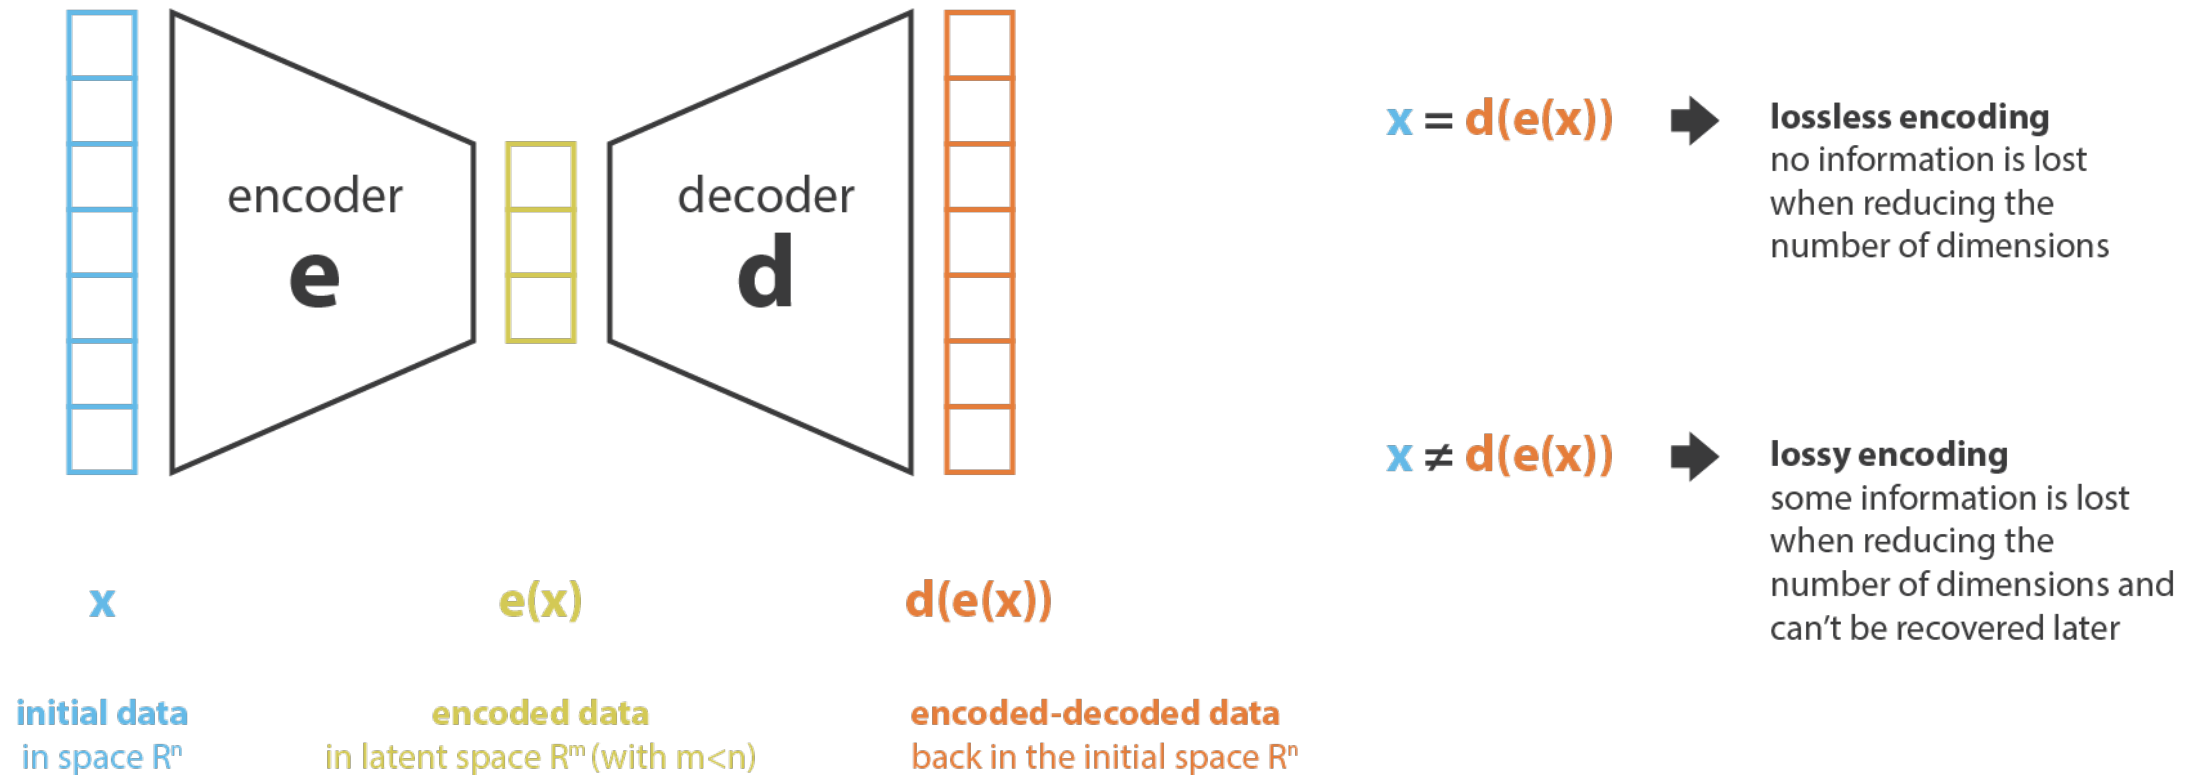 encoder
e
decoder
d
x
e(x)
d(e(x))
initial data
in space Rⁿ
encoded data
in latent space Rᵐ (with m<n)
encoded-decoded data
back in the initial space Rⁿ
x = d(e(x))
lossless encoding
no information is lost
when reducing the
number of dimensions
x ≠ d(e(x))
lossy encoding
some information is lost
when reducing the
number of dimensions and
can’t be recovered later